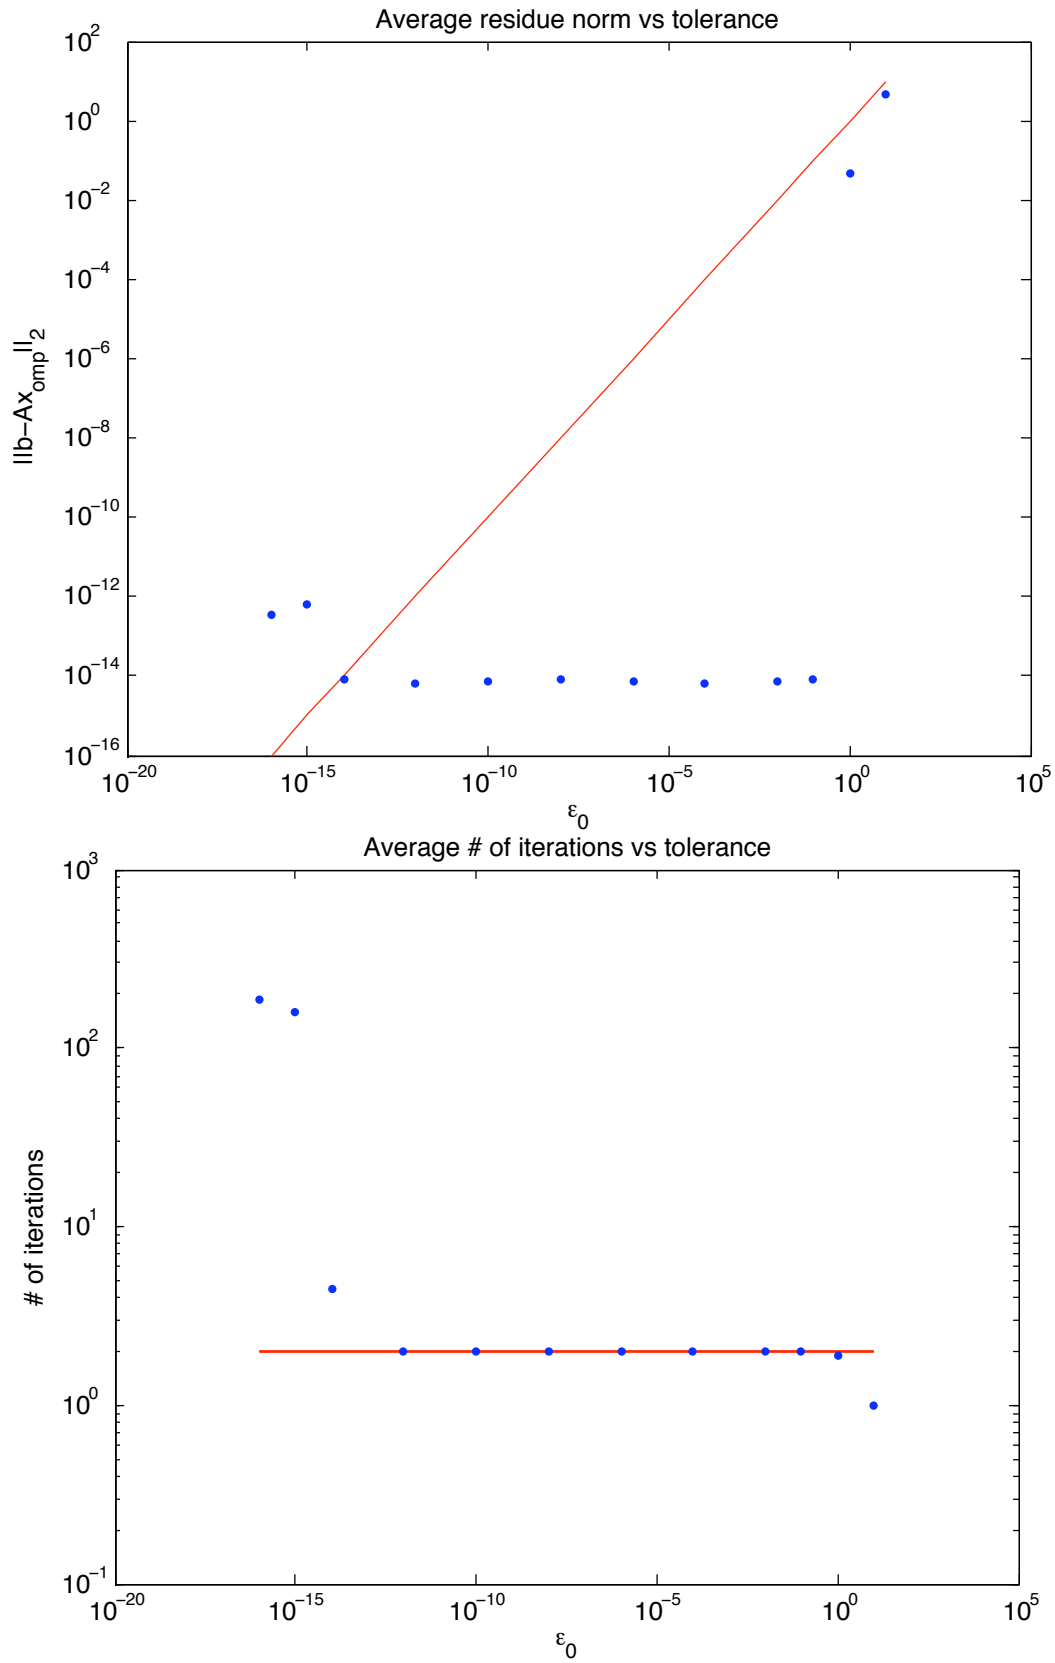 Average residue norm vs tolerance
10^2
10^0
10^−2
10^−4
10^−6
10^−8
10^−10
10^−12
10^−14
10^−16
||b−Ax_omp||_2
10^−20 10^−15 10^−10 10^−5 10^0 10^5
ε_0
Average # of iterations vs tolerance
10^3
10^2
10^1
10^0
10^−1
# of iterations
10^−20 10^−15 10^−10 10^−5 10^0 10^5
ε_0